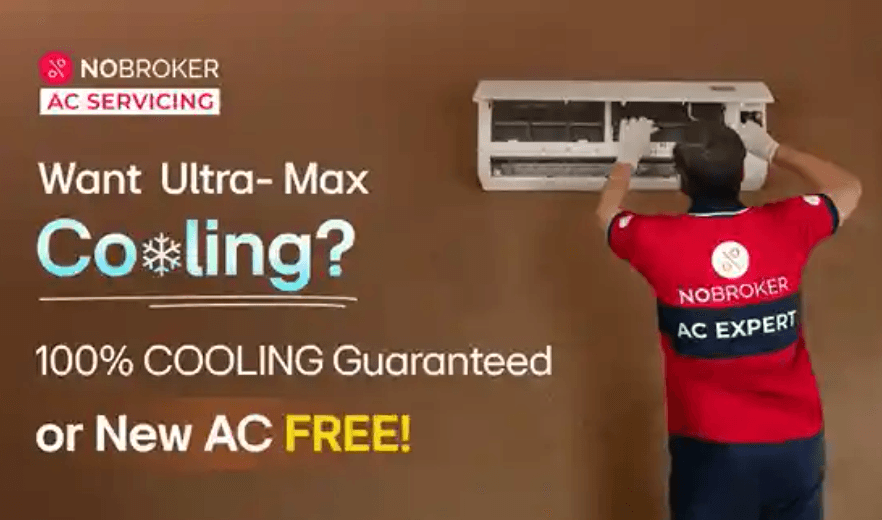 NOBROKER
AC SERVICING
Want Ultra- Max
Cooling?
100% COOLING Guaranteed
or New AC FREE!
NOBROKER
AC EXPERT